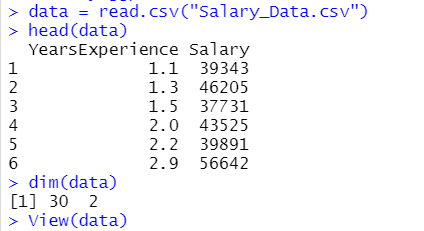 > data = read.csv("Salary_Data.csv")
> head(data)
  YearsExperience Salary
1             1.1  39343
2             1.3  46205
3             1.5  37731
4             2.0  43525
5             2.2  39891
6             2.9  56642
> dim(data)
[1] 30  2
> View(data)